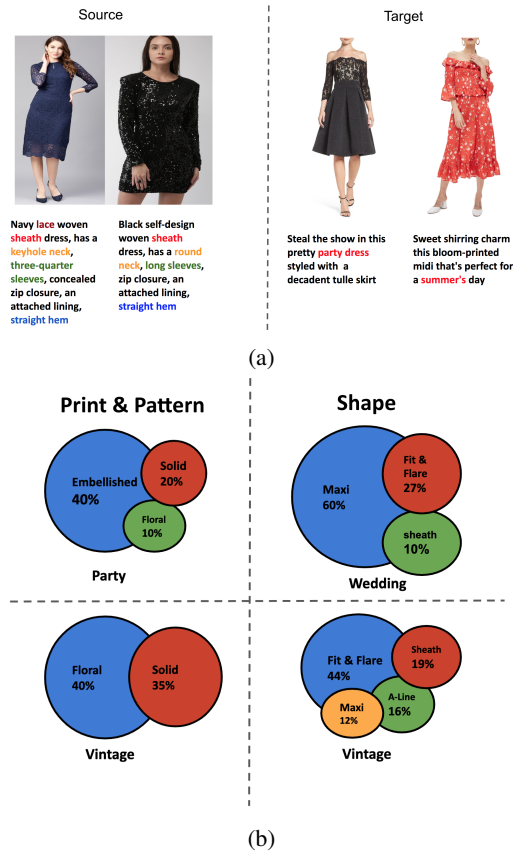 Source
Target
Navy lace woven
sheath dress, has a
keyhole neck,
three-quarter
sleeves, concealed
zip closure, an
attached lining,
straight hem
Black self-design
woven sheath
dress, has a round
neck, long sleeves,
zip closure, an
attached lining,
straight hem
Steal the show in this
pretty party dress
styled with a
decadent tulle skirt
Sweet shirring charm
this bloom-printed
midi that's perfect for
a summer's day
(a)
Print & Pattern
Shape
Embellished
40%
Solid
20%
Floral
10%
Party
Maxi
60%
Fit &
Flare
27%
sheath
10%
Wedding
Floral
40%
Solid
35%
Vintage
Fit & Flare
44%
Sheath
19%
A-Line
16%
Maxi
12%
Vintage
(b)